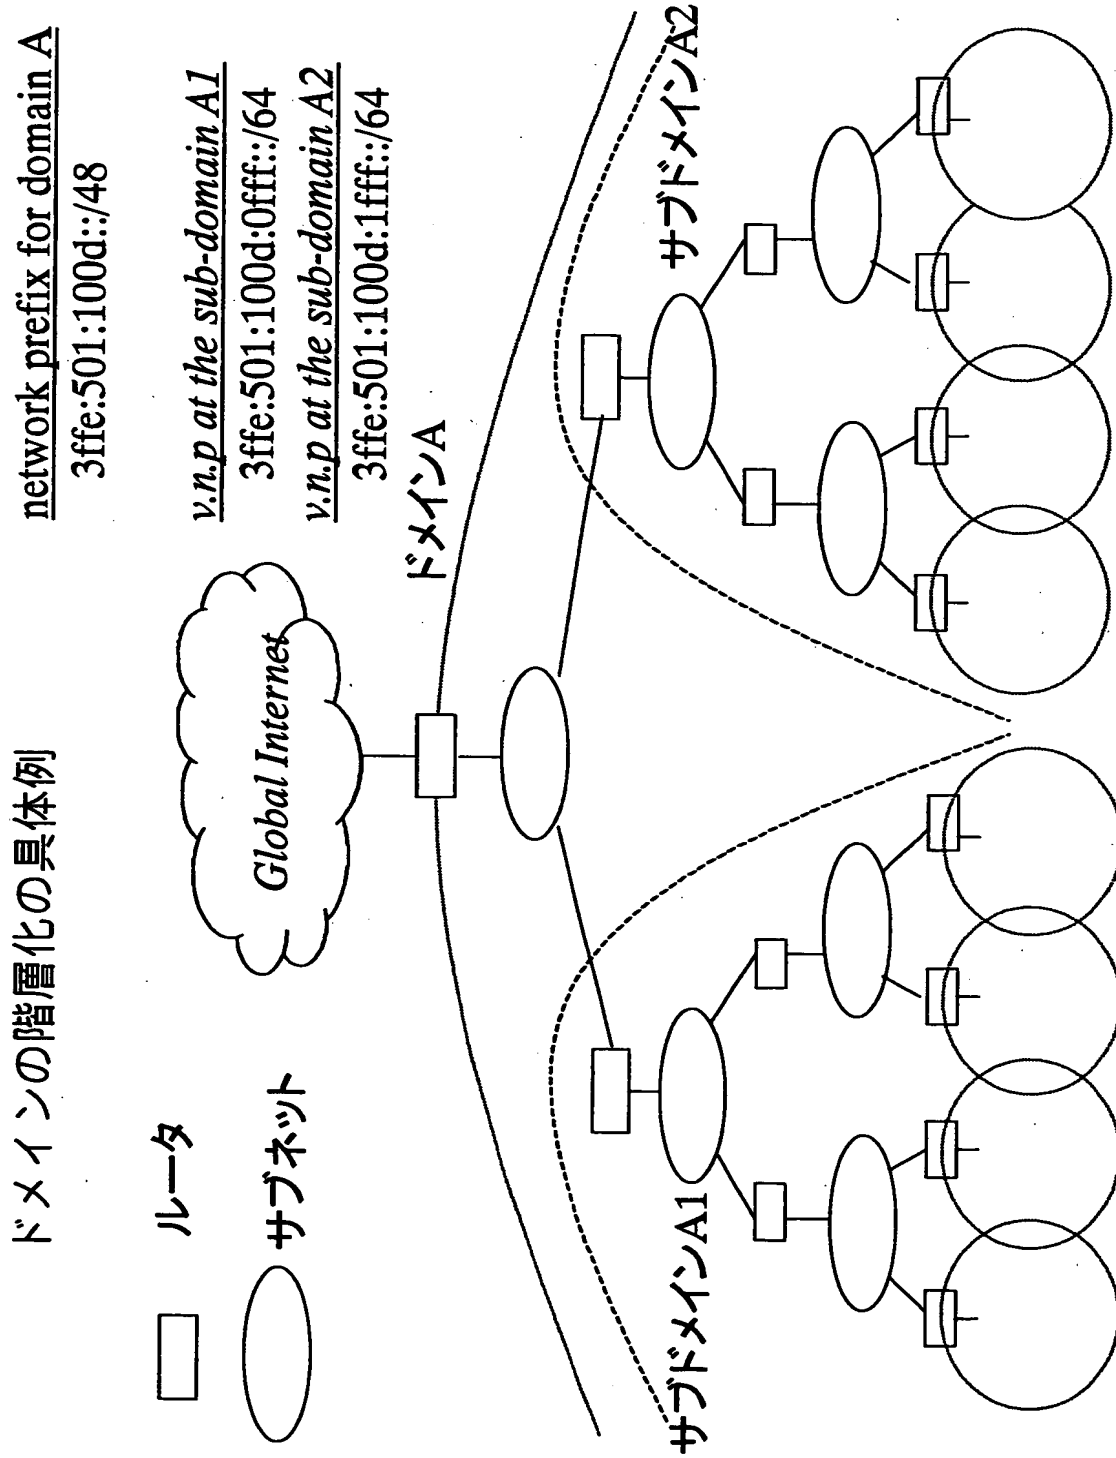 ドメインの階層化の具体例
network prefix for domain A
3ffe:501:100d::/48
ルータ
サブネット
Global Internet
v.n.p at the sub-domain A1
3ffe:501:100d:0fff::/64
v.n.p at the sub-domain A2
3ffe:501:100d:1fff::/64
ドメインA
サブドメインA1
サブドメインA2